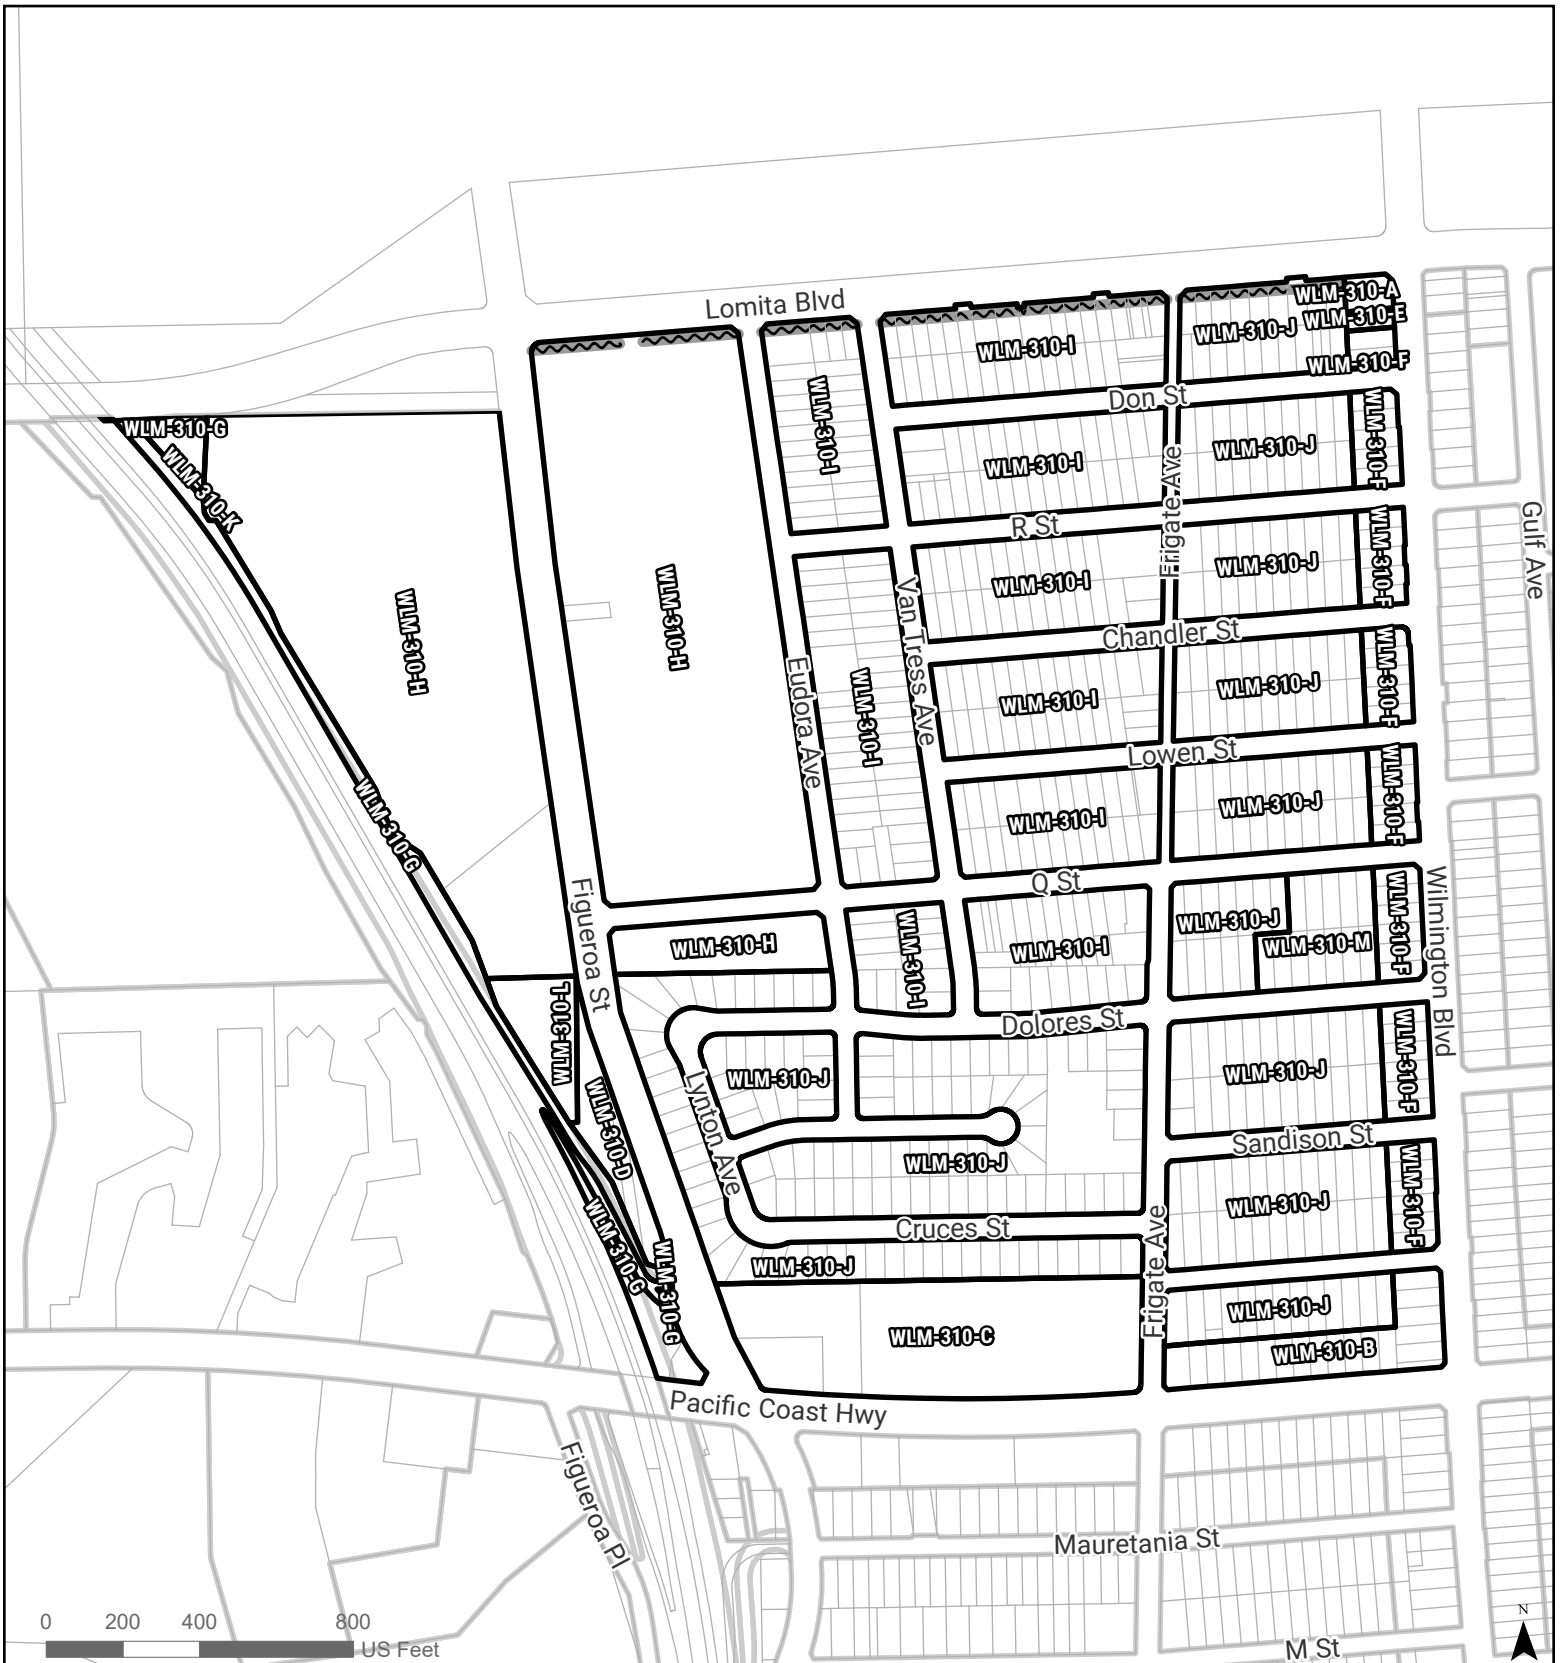 Lomita Blvd
WLM-310-A
WLM-310-E
WLM-310-J
WLM-310-I
WLM-310-F
Don St
WLM-310-I
WLM-310-F
WLM-310-G
WLM-310-J
WLM-310-I
Frigate Ave
WLM-310-K
R St
Gulf Ave
WLM-310-F
WLM-310-J
WLM-310-I
WLM-310-H
WLM-310-H
Van Tress Ave
Chandler St
WLM-310-F
WLM-310-J
WLM-310-I
WLM-310-I
Eudora Ave
Lowen St
WLM-310-F
WLM-310-J
WLM-310-I
WLM-310-G
Q St
WLM-310-J
WLM-310-F
WLM-310-M
Wilmington Blvd
Figueroa St
WLM-310-H
WLM-310-I
WLM-310-I
Dolores St
WLM-310-L
WLM-310-J
WLM-310-J
WLM-310-F
WLM-310-D
Lynton Ave
Sandison St
WLM-310-J
WLM-310-J
WLM-310-F
Cruces St
WLM-310-G
WLM-310-G
WLM-310-J
Frigate Ave
WLM-310-J
WLM-310-C
WLM-310-B
Pacific Coast Hwy
Figueroa Pl
Mauretania St
M St
0 200 400 800
US Feet
N